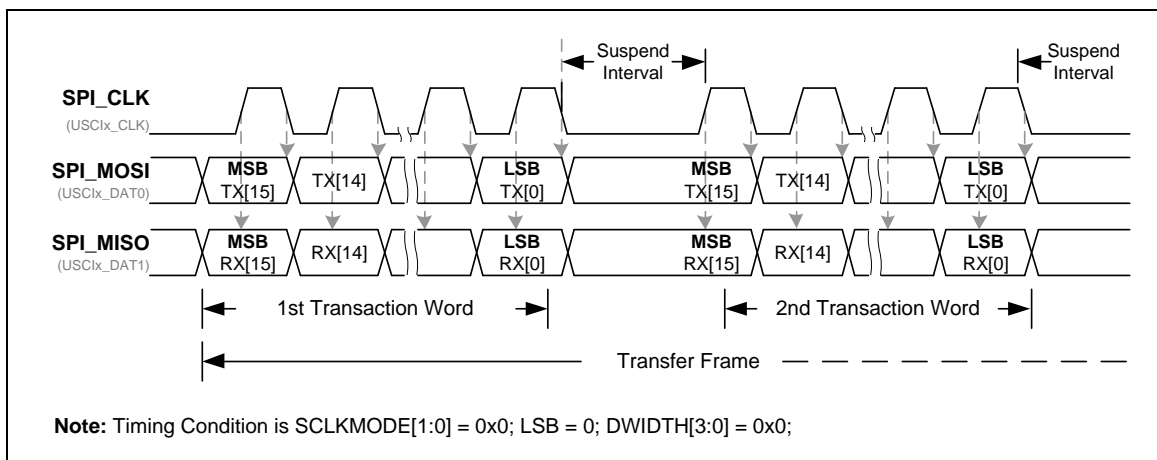 Suspend Interval
Suspend Interval
SPI_CLK
(USCIx_CLK)
SPI_MOSI
(USCIx_DAT0)
MSB TX[15]
TX[14]
LSB TX[0]
MSB TX[15]
TX[14]
LSB TX[0]
SPI_MISO
(USCIx_DAT1)
MSB RX[15]
RX[14]
LSB RX[0]
MSB RX[15]
RX[14]
LSB RX[0]
1st Transaction Word
2nd Transaction Word
Transfer Frame
Note: Timing Condition is SCLKMODE[1:0] = 0x0; LSB = 0; DWIDTH[3:0] = 0x0;